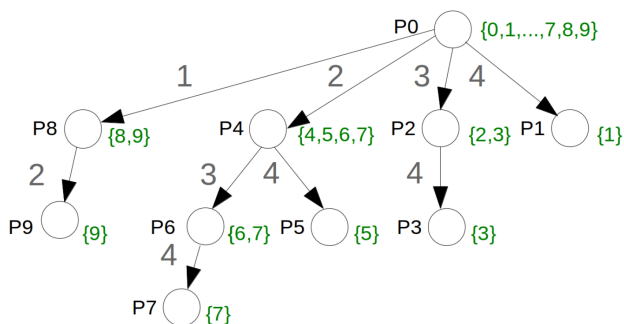 P0 {0,1,...,7,8,9}
1 2 3 4
P8 {8,9} P4 {4,5,6,7} P2 {2,3} P1 {1}
2 3 4 4
P9 {9} P6 {6,7} P5 {5} P3 {3}
4
P7 {7}